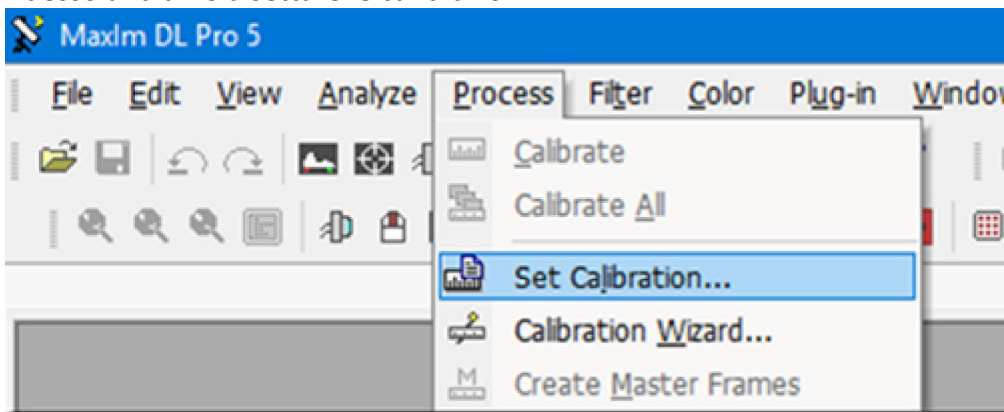 MaxIm DL Pro 5
File Edit View Analyze Process Filter Color Plug-in Window
Calibrate
Calibrate All
Set Calibration...
Calibration Wizard...
Create Master Frames